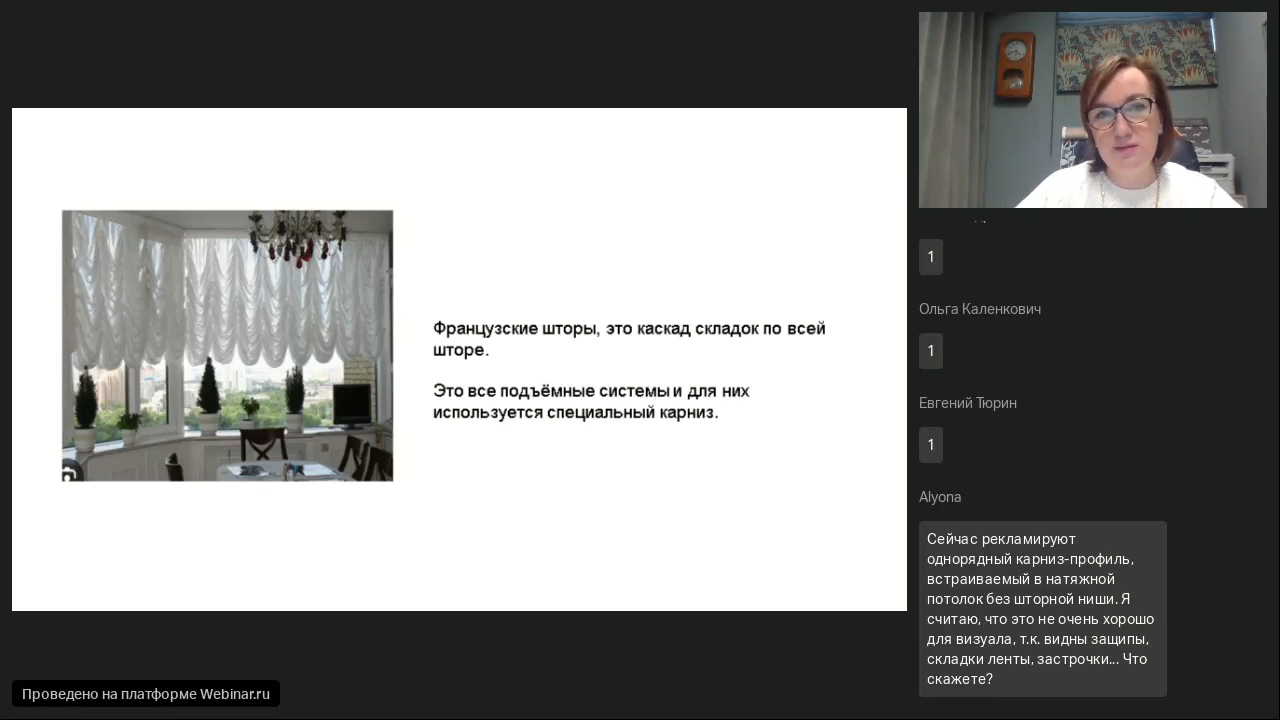 Французские шторы, это каскад складок по всей
шторе.
Это все подъёмные системы и для них
используется специальный карниз.
Проведено на платформе Webinar.ru
1
Ольга Каленкович
1
Евгений Тюрин
1
Alyona
Сейчас рекламируют
однорядный карниз-профиль,
встраиваемый в натяжной
потолок без шторной ниши. Я
считаю, что это не очень хорошо
для визуала, т.к. видны защипы,
складки ленты, застрочки... Что
скажете?